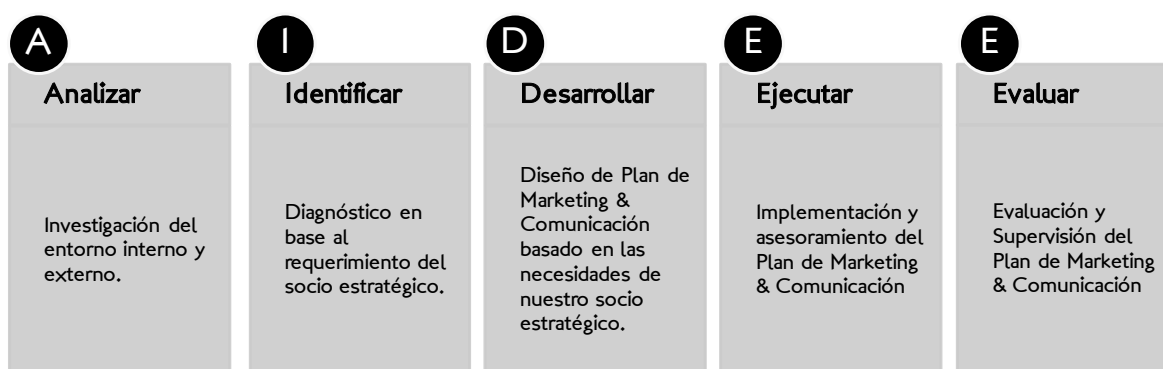 A
Analizar
Investigación del
entorno interno y
externo.
I
Identificar
Diagnóstico en
base al
requerimiento del
socio estratégico.
D
Desarrollar
Diseño de Plan de
Marketing &
Comunicación
basado en las
necesidades de
nuestro socio
estratégico.
E
Ejecutar
Implementación y
asesoramiento del
Plan de Marketing
& Comunicación
E
Evaluar
Evaluación y
Supervisión del
Plan de Marketing
& Comunicación